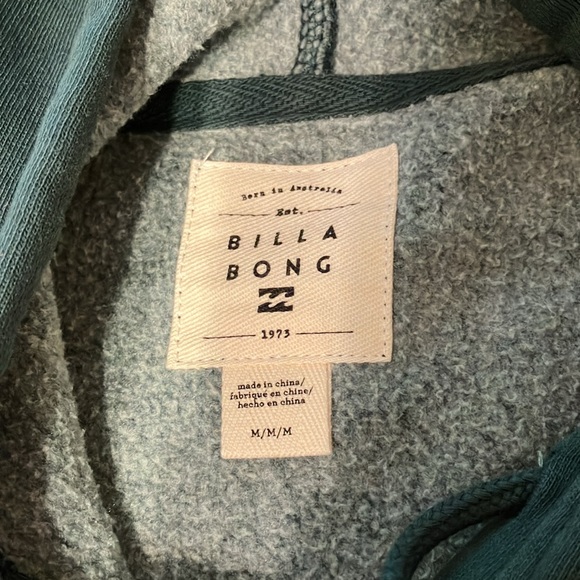 Born in Australia
Est.
BILLA
BONG
1973
made in china/
fabriqué en chine/
hecho en china
M/M/M